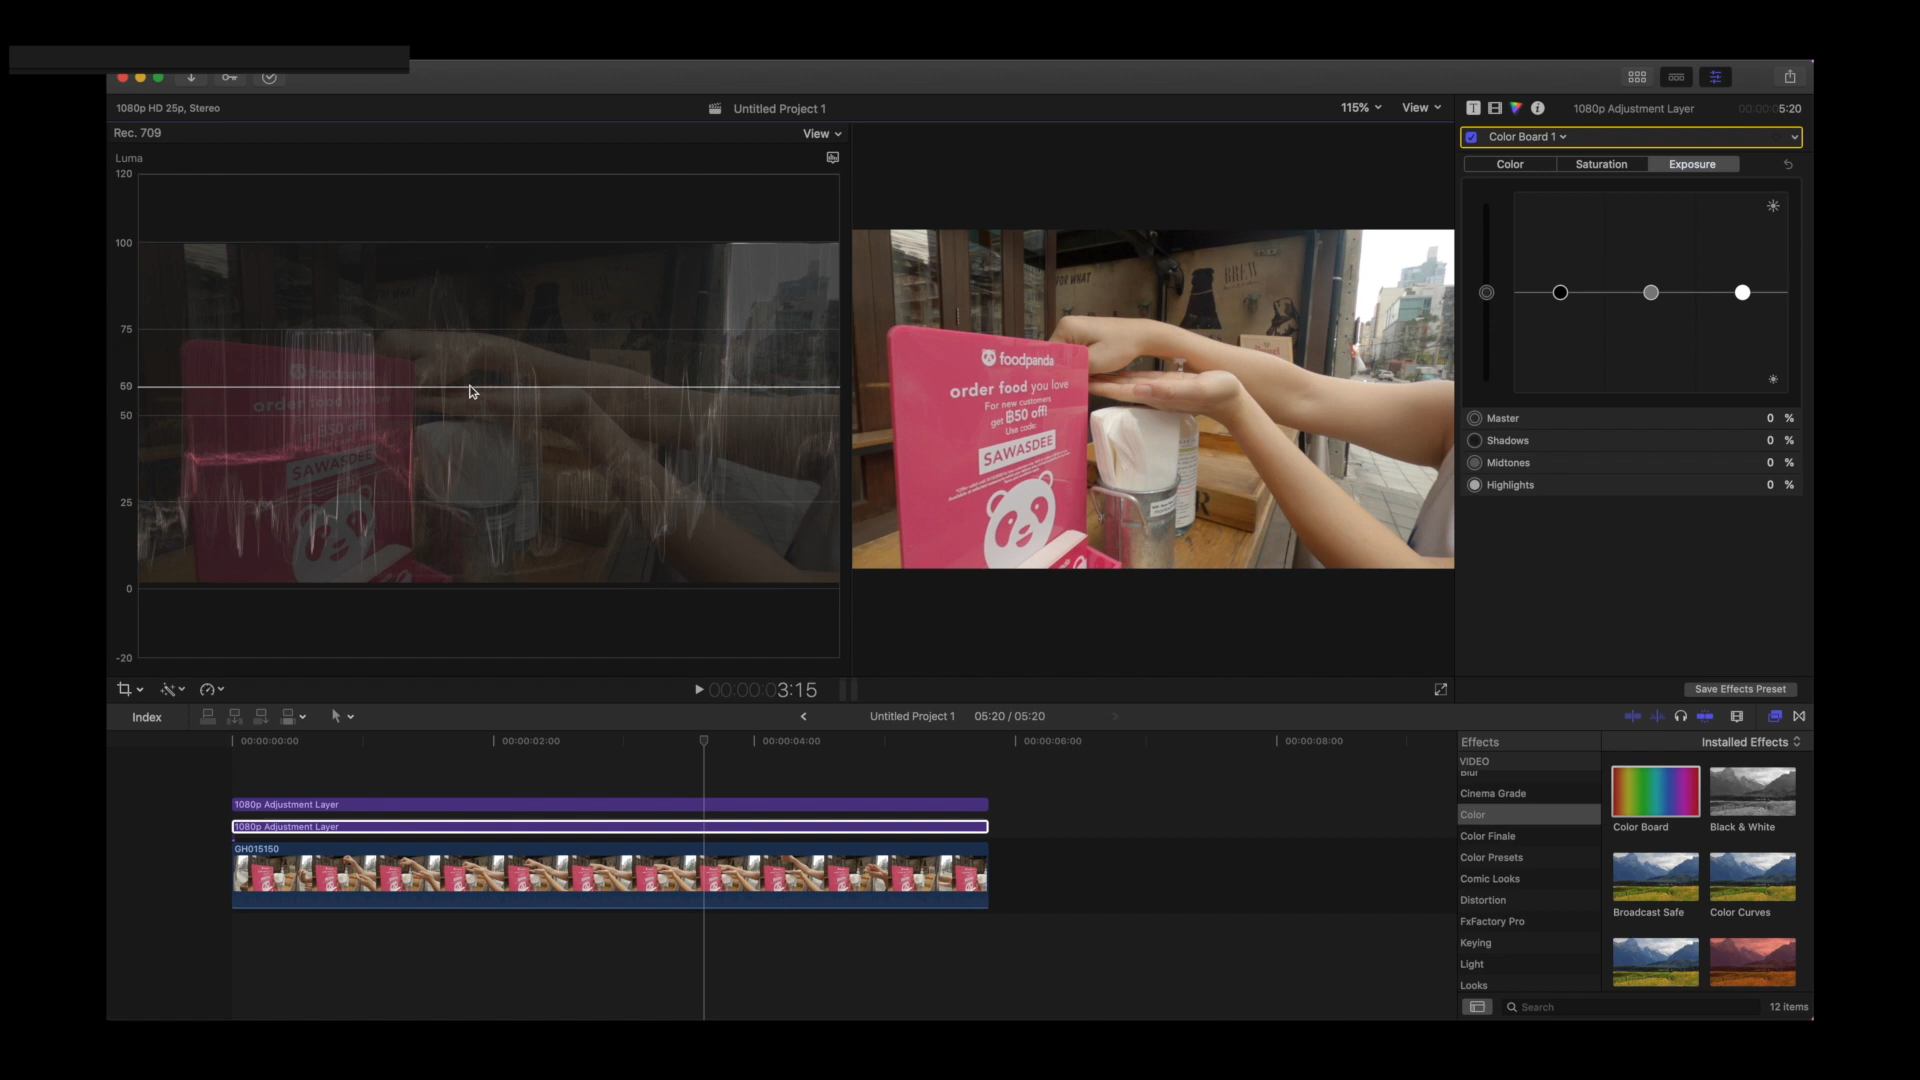 1080p HD 25p, Stereo
Untitled Project 1
115%
View
1080p Adjustment Layer
00:00:05:20
Rec. 709
View
Color Board 1
Luma
Color
Saturation
Exposure
120
100
75
59
50
25
0
-20
FOR WHAT
BREW
foodpanda
order food you love
For new customers
get ฿50 off!
Use code:
SAWASDEE
Master 0 %
Shadows 0 %
Midtones 0 %
Highlights 0 %
00:00:03:15
Save Effects Preset
Index
Untitled Project 1
05:20 / 05:20
00:00:00:00
00:00:02:00
00:00:04:00
00:00:06:00
00:00:08:00
1080p Adjustment Layer
1080p Adjustment Layer
GH015150
Effects
Installed Effects
VIDEO
Blur
Cinema Grade
Color
Color Finale
Color Presets
Comic Looks
Distortion
FxFactory Pro
Keying
Light
Looks
Color Board
Black & White
Broadcast Safe
Color Curves
Search
12 items